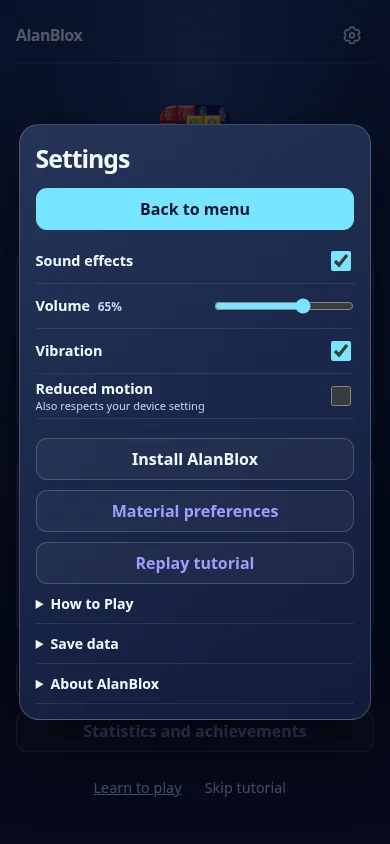 AlanBlox
Settings
Back to menu
Sound effects
Volume 65%
Vibration
Reduced motion
Also respects your device setting
Install AlanBlox
Material preferences
Replay tutorial
How to Play
Save data
About AlanBlox
Statistics and achievements
Learn to play Skip tutorial